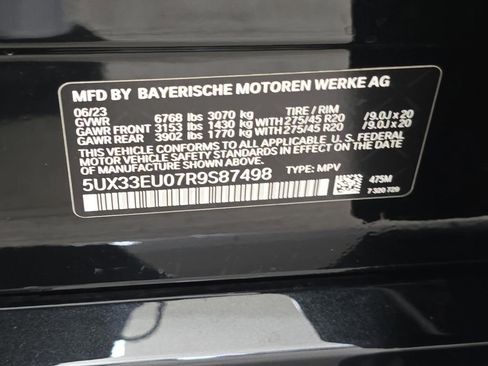 MFD BY BAYERISCHE MOTOREN WERKE AG
06/23 TIRE / RIM
GVWR 6768 lbs 3070 kg
GAWR FRONT 3153 lbs 1430 kg WITH 275/45 R20 /9.0J x 20
GAWR REAR 3902 lbs 1770 kg WITH 275/45 R20 /9.0J x 20
THIS VEHICLE CONFORMS TO ALL APPLICABLE U.S. FEDERAL
MOTOR VEHICLE SAFETY STANDARDS IN EFFECT ON THE DATE
OF MANUFACTURE SHOWN ABOVE.
5UX33EU07R9S87498 TYPE: MPV
475M
7 320 709